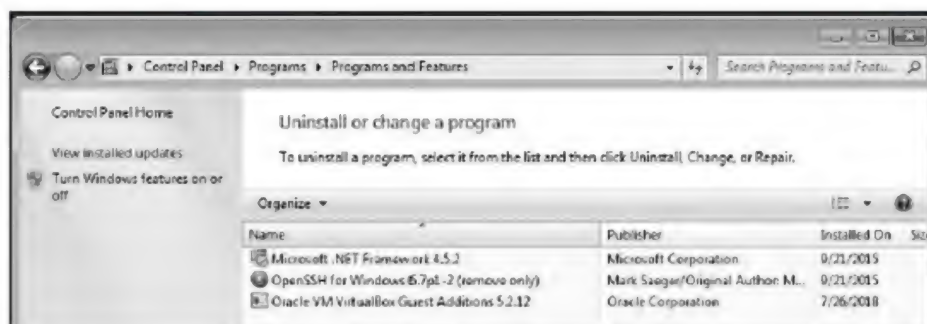 Control Panel ▸ Programs ▸ Programs and Features
Search Programs and Featu...
Control Panel Home
View installed updates
Turn Windows features on or
off
Uninstall or change a program
To uninstall a program, select it from the list and then click Uninstall, Change, or Repair.
Organize
Name Publisher Installed On Size
Microsoft .NET Framework 4.5.2 Microsoft Corporation 9/21/2015
OpenSSH for Windows 6.7p1-2 (remove only) Mark Saeger/Original Author: M... 9/21/2015
Oracle VM VirtualBox Guest Additions 5.2.12 Oracle Corporation 7/26/2018